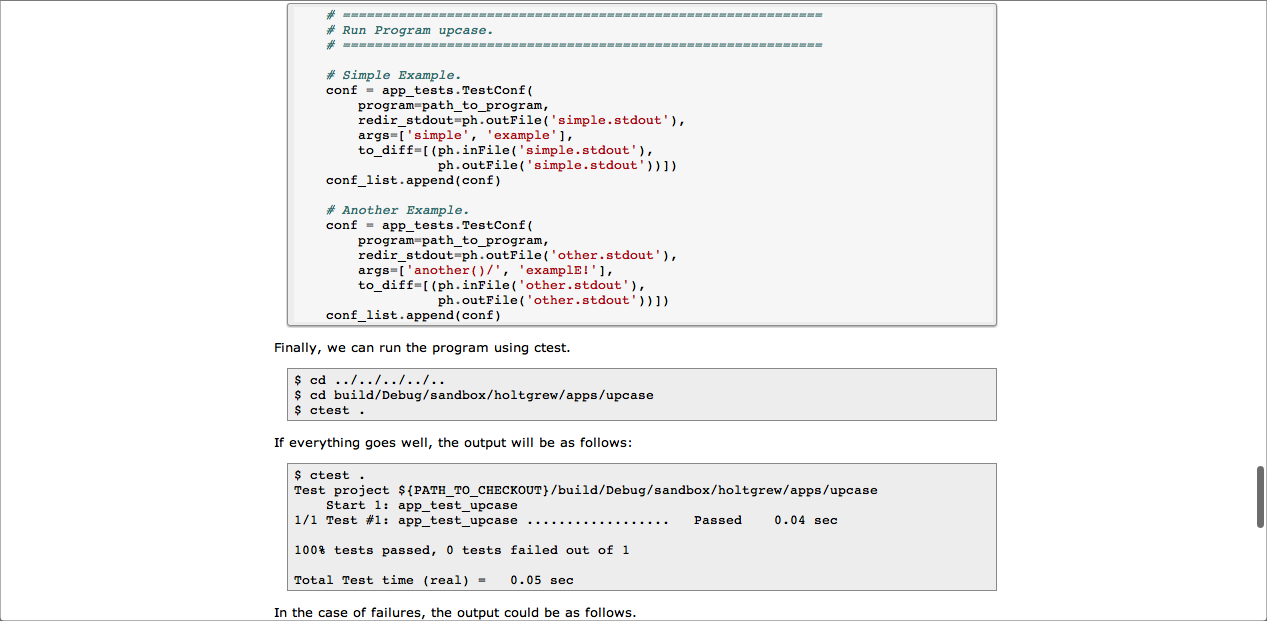 # ============================================================
# Run Program upcase.
# ============================================================
# Simple Example.
conf = app_tests.TestConf(
    program=path_to_program,
    redir_stdout=ph.outFile('simple.stdout'),
    args=['simple', 'example'],
    to_diff=[(ph.inFile('simple.stdout'),
              ph.outFile('simple.stdout'))])
conf_list.append(conf)
# Another Example.
conf = app_tests.TestConf(
    program=path_to_program,
    redir_stdout=ph.outFile('other.stdout'),
    args=['another()/', 'examplE!'],
    to_diff=[(ph.inFile('other.stdout'),
              ph.outFile('other.stdout'))])
conf_list.append(conf)
Finally, we can run the program using ctest.
$ cd ../../../../..
$ cd build/Debug/sandbox/holtgrew/apps/upcase
$ ctest .
If everything goes well, the output will be as follows:
$ ctest .
Test project ${PATH_TO_CHECKOUT}/build/Debug/sandbox/holtgrew/apps/upcase
    Start 1: app_test_upcase
1/1 Test #1: app_test_upcase ..................   Passed    0.04 sec
100% tests passed, 0 tests failed out of 1
Total Test time (real) =   0.05 sec
In the case of failures, the output could be as follows.